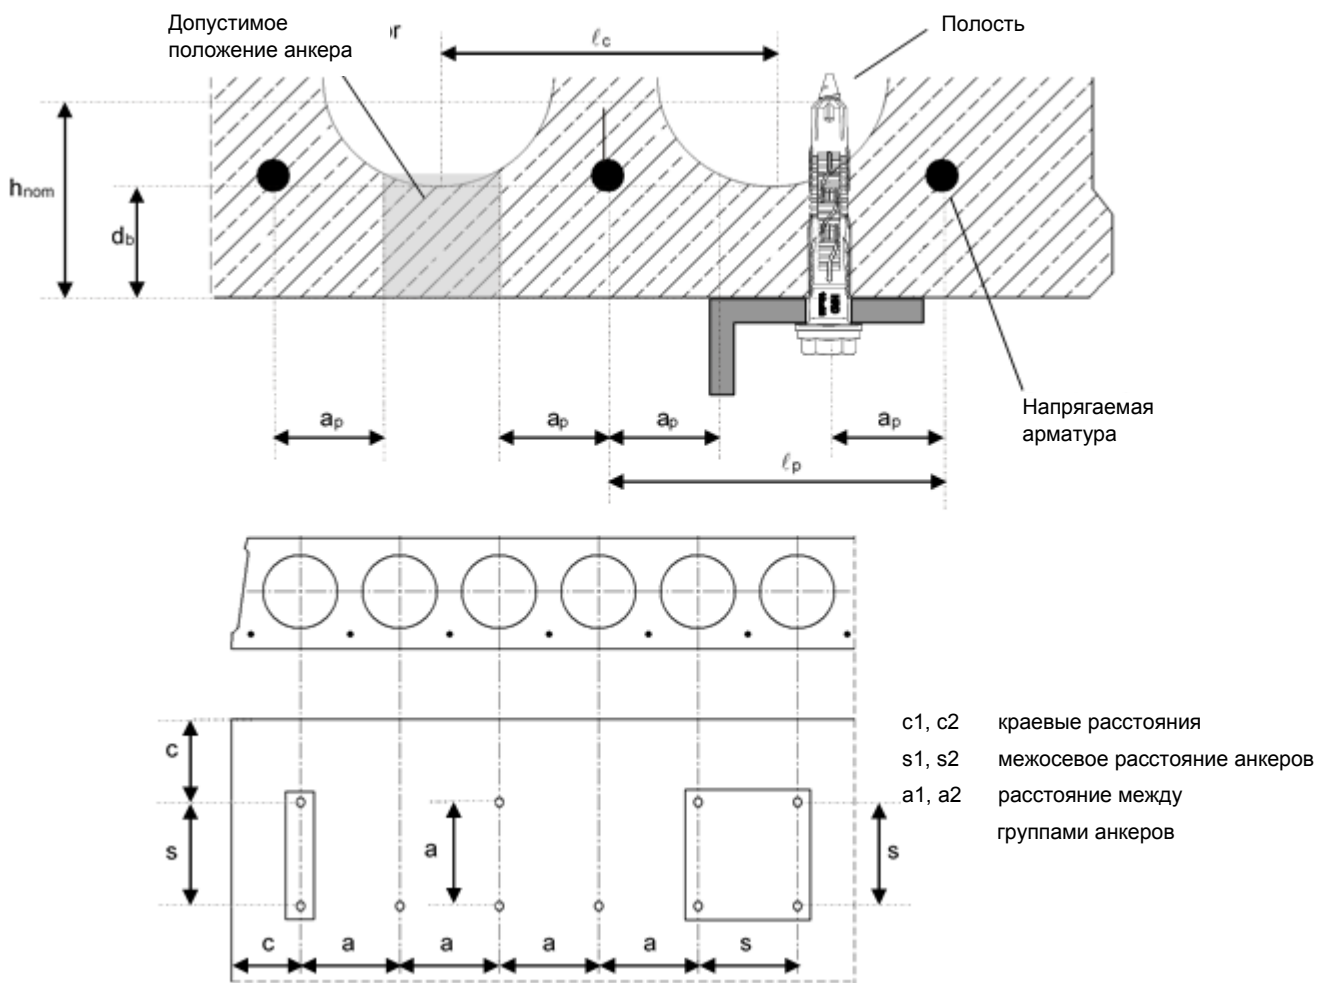 Допустимое
положение анкера
or
ℓc
Полость
hnom
db
Напрягаемая
арматура
ap
ap
ap
ap
ℓp
c
s
a
s
c
a
a
a
a
s
c1, c2 краевые расстояния
s1, s2 межосевое расстояние анкеров
a1, a2 расстояние между
группами анкеров